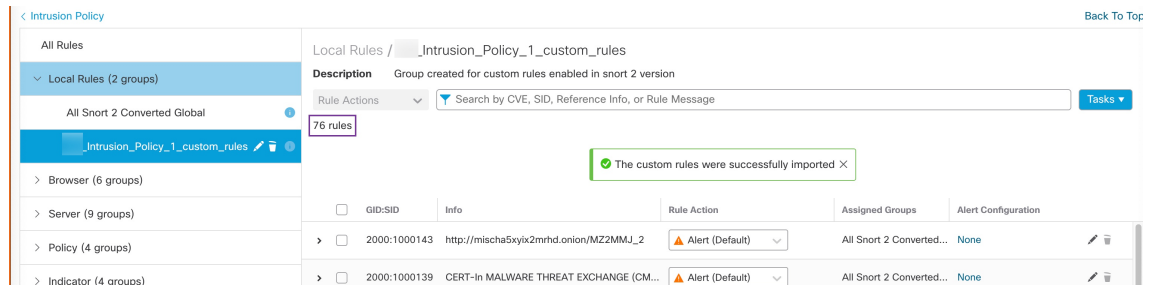 Intrusion Policy
Back To Top
All Rules
Local Rules (2 groups)
All Snort 2 Converted Global
_Intrusion_Policy_1_custom_rules
Browser (6 groups)
Server (9 groups)
Policy (4 groups)
Indicator (4 groups)
Local Rules / _Intrusion_Policy_1_custom_rules
Description Group created for custom rules enabled in snort 2 version
Rule Actions Search by CVE, SID, Reference Info, or Rule Message Tasks
76 rules
The custom rules were successfully imported
GID:SID Info Rule Action Assigned Groups Alert Configuration
2000:1000143 http://mischa5xyix2mrhd.onion/MZ2MMJ_2 Alert (Default) All Snort 2 Converted... None
2000:1000139 CERT-In MALWARE THREAT EXCHANGE (CM... Alert (Default) All Snort 2 Converted... None